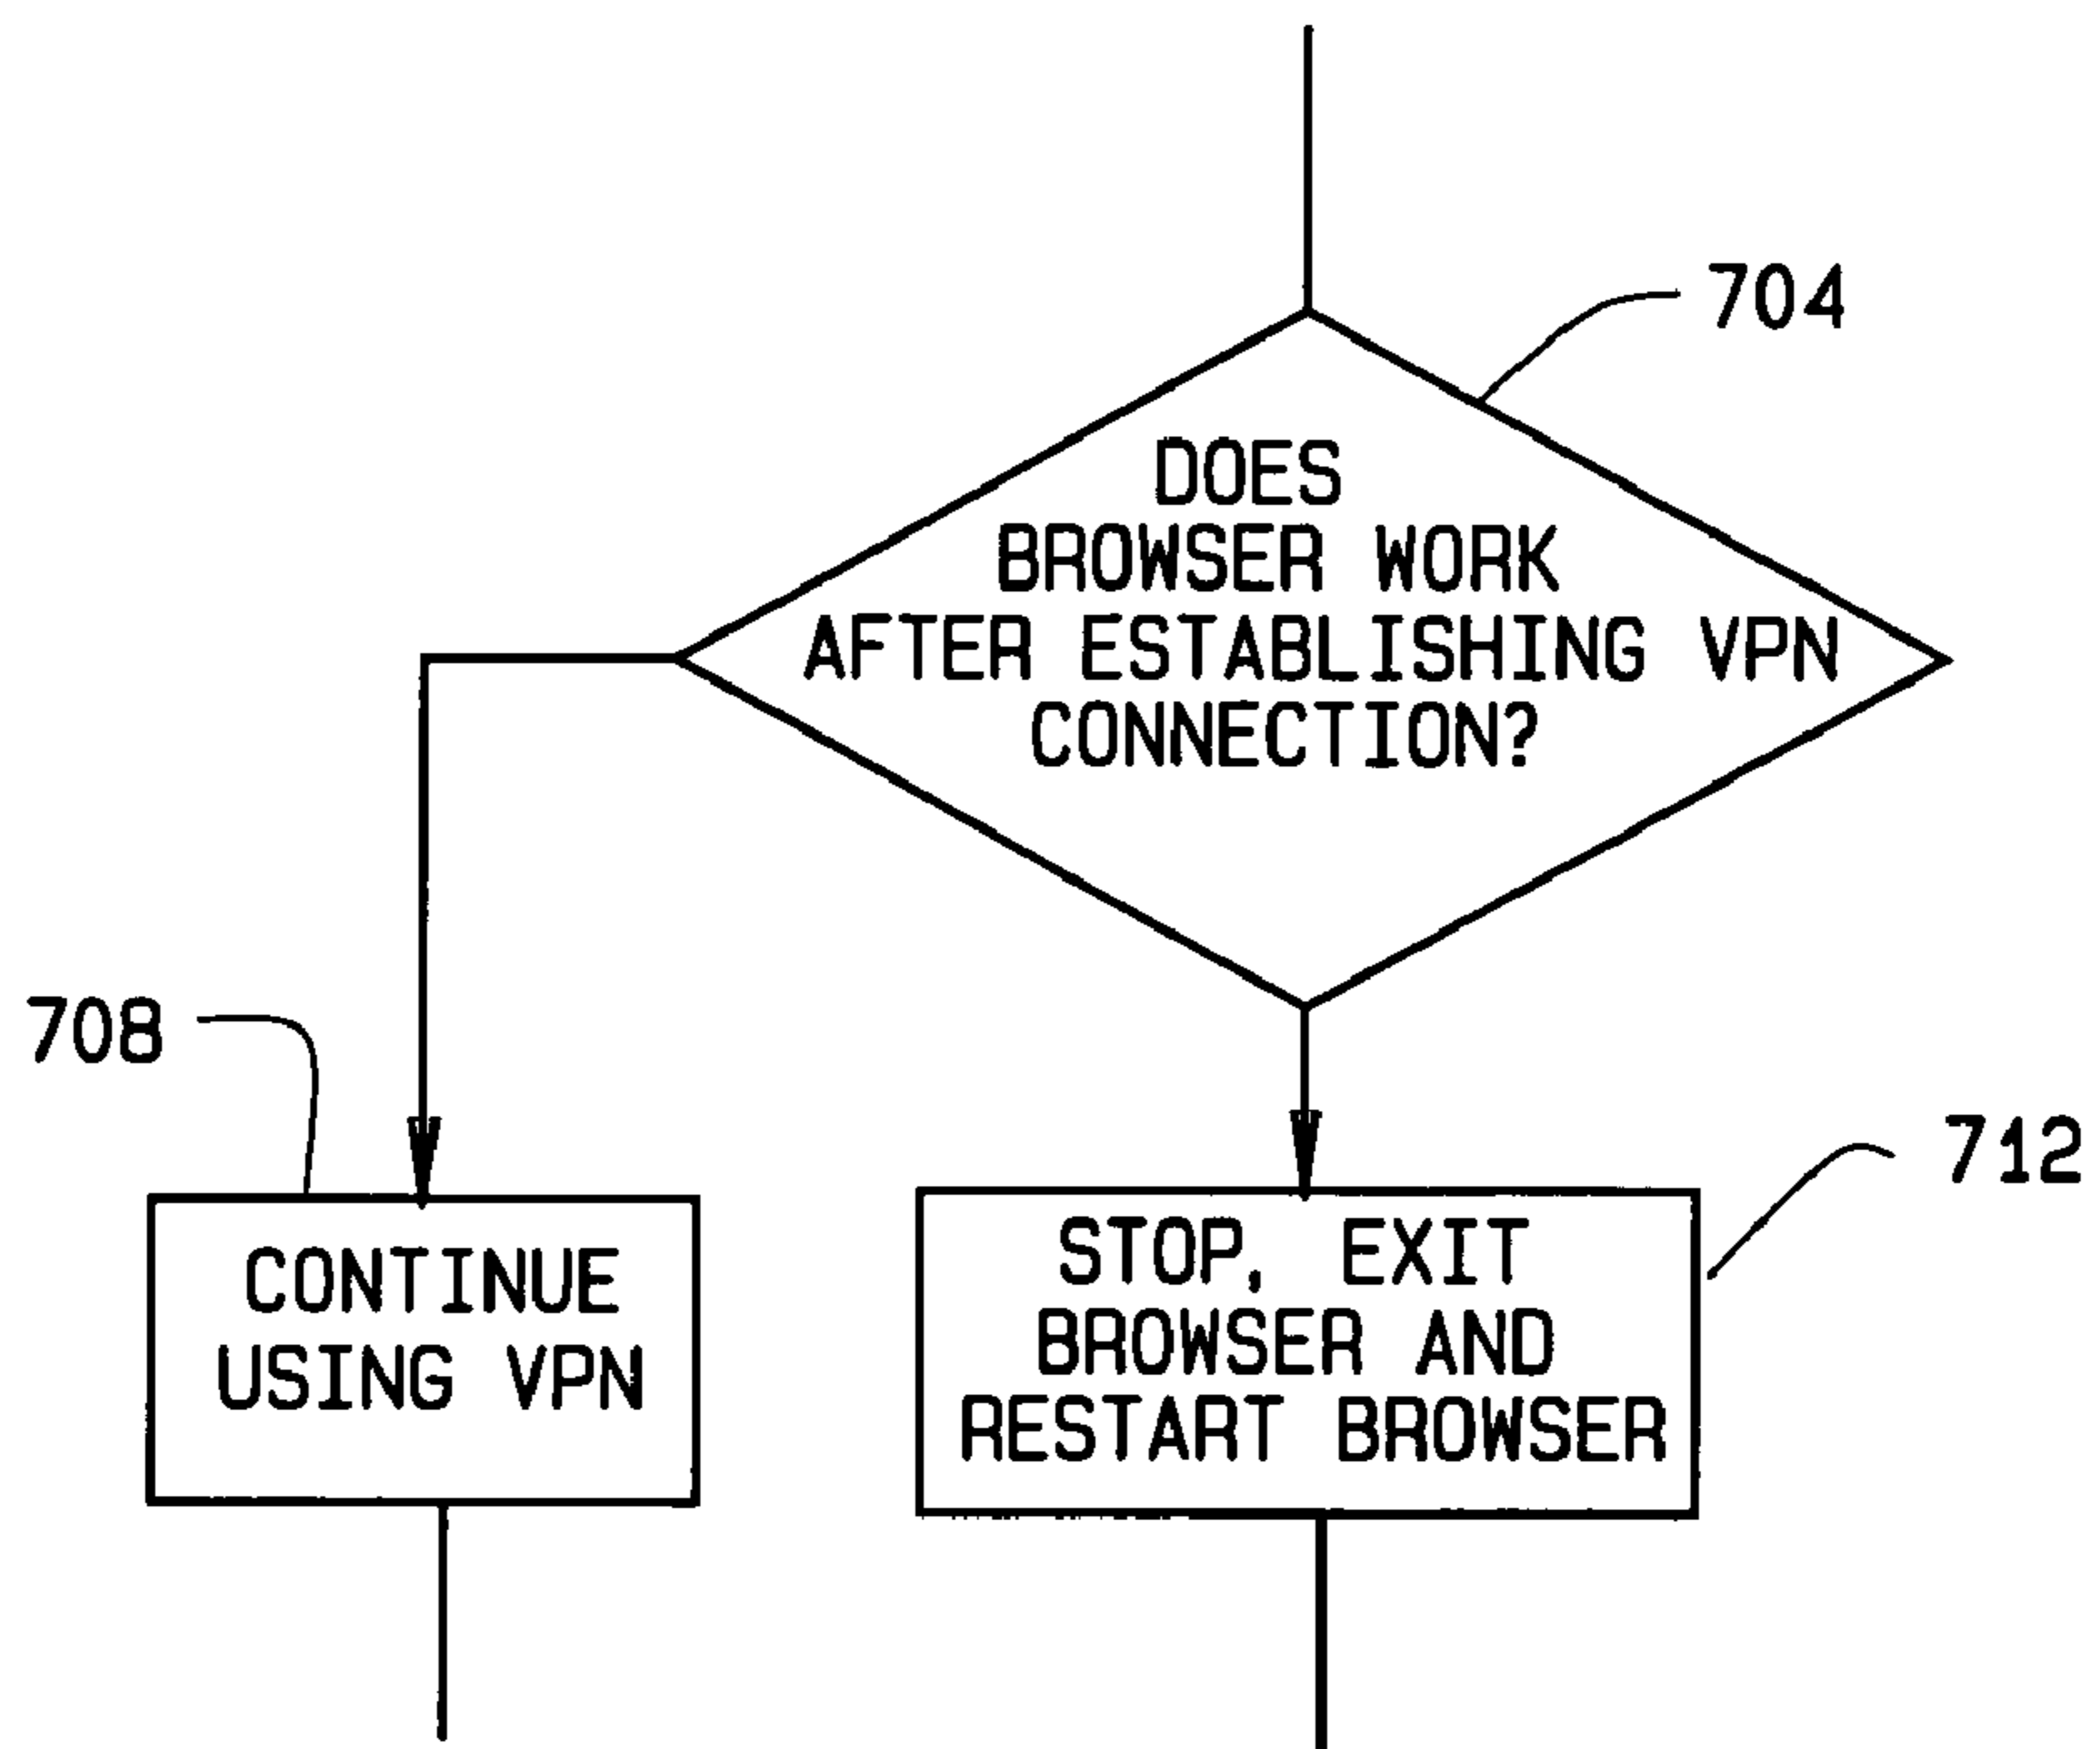 704
DOES
BROWSER WORK
AFTER ESTABLISHING VPN
CONNECTION?
708
712
CONTINUE
USING VPN
STOP, EXIT
BROWSER AND
RESTART BROWSER